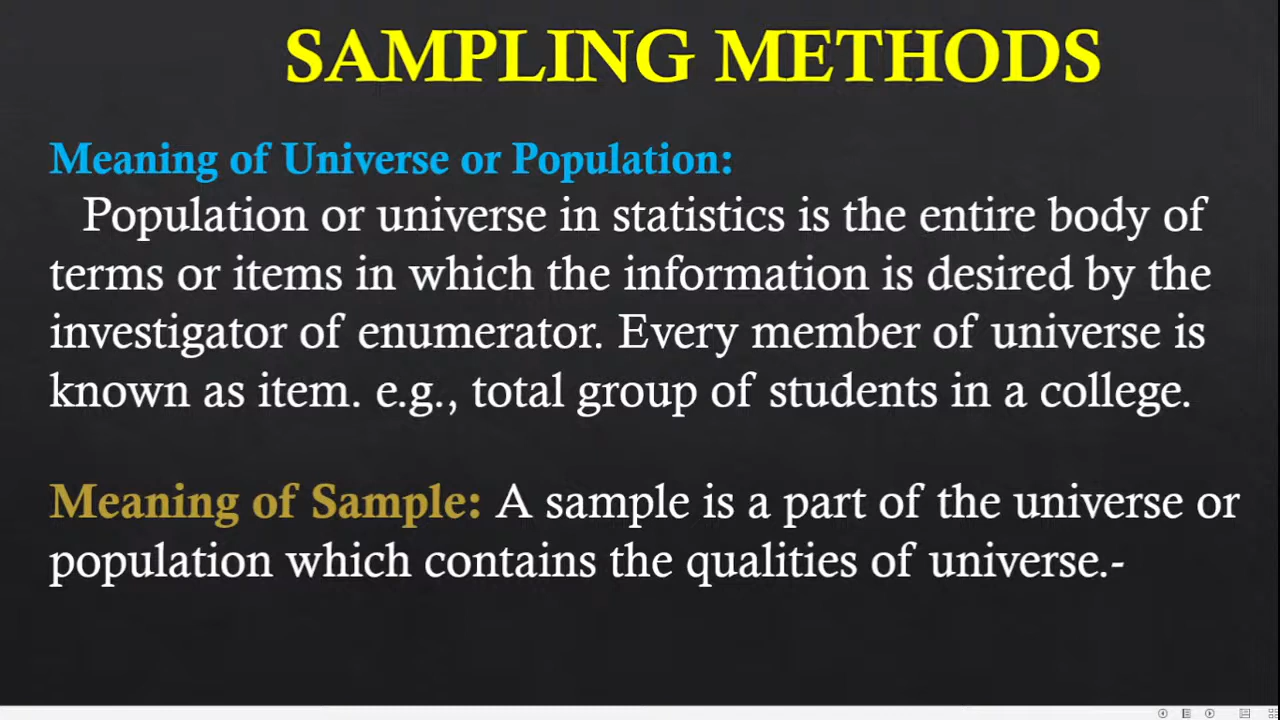 SAMPLING METHODS
Meaning of Universe or Population:
Population or universe in statistics is the entire body of
terms or items in which the information is desired by the
investigator of enumerator. Every member of universe is
known as item. e.g., total group of students in a college.
Meaning of Sample: A sample is a part of the universe or
population which contains the qualities of universe.-